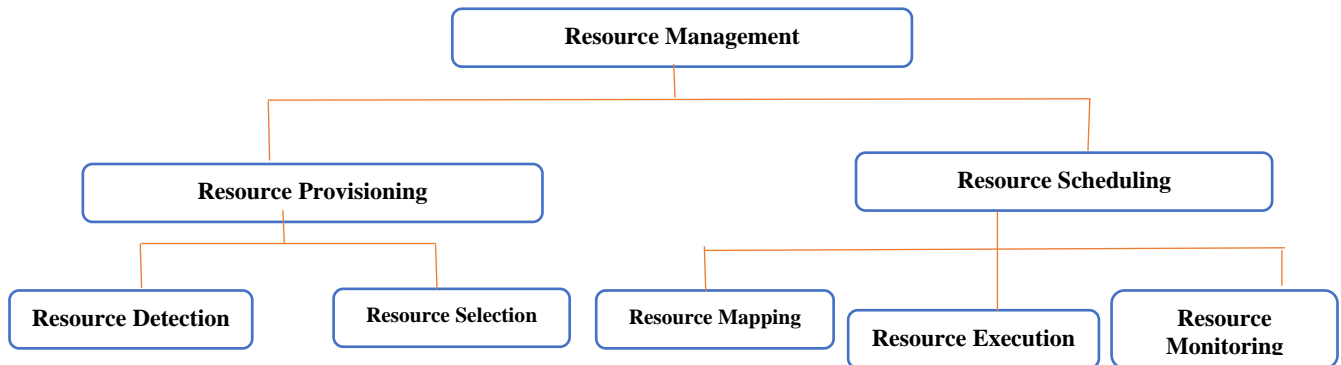 Resource Management
Resource Provisioning
Resource Scheduling
Resource Detection
Resource Selection
Resource Mapping
Resource Execution
Resource
Monitoring